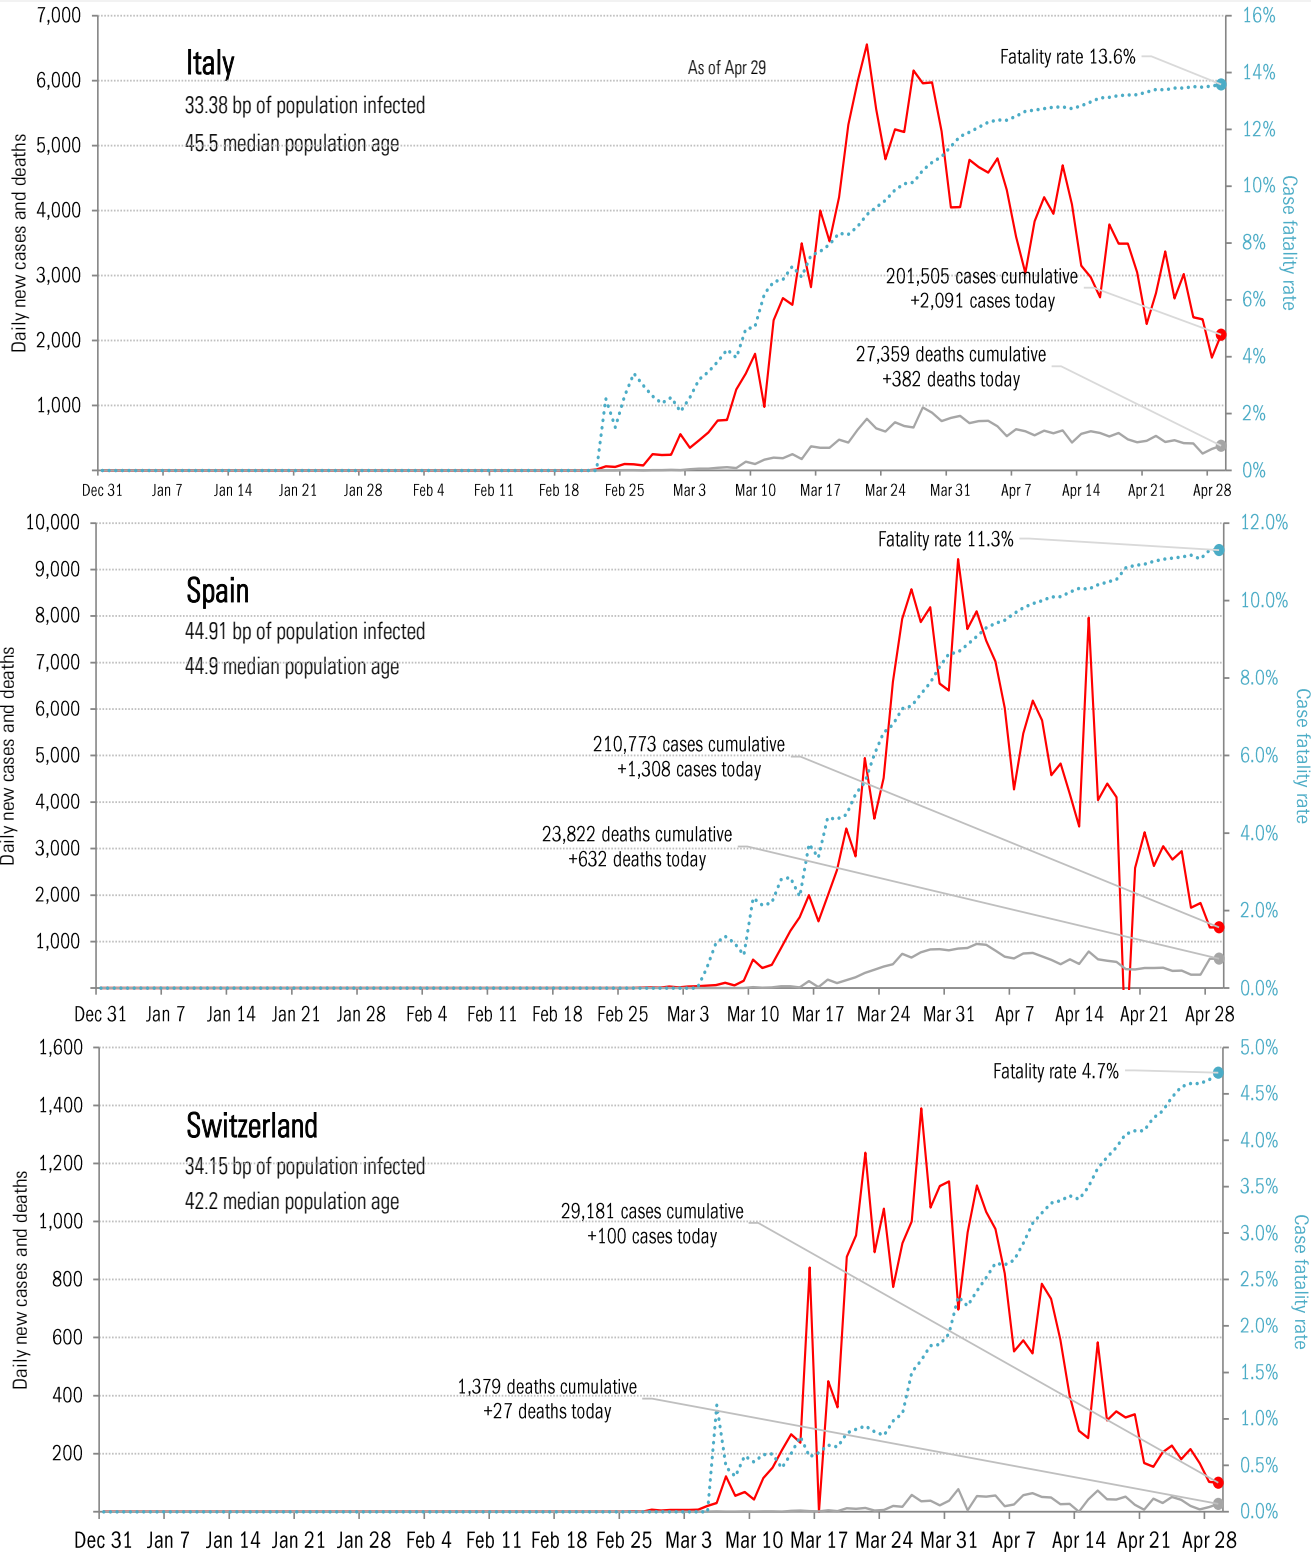 7,000
6,000
5,000
4,000
3,000
2,000
1,000
Daily new cases and deaths
Italy
33.38 bp of population infected
45.5 median population age
As of Apr 29
Fatality rate 13.6%
201,505 cases cumulative
+2,091 cases today
27,359 deaths cumulative
+382 deaths today
16%
14%
12%
10%
8%
6%
4%
2%
0%
Case fatality rate
Dec 31 Jan 7 Jan 14 Jan 21 Jan 28 Feb 4 Feb 11 Feb 18 Feb 25 Mar 3 Mar 10 Mar 17 Mar 24 Mar 31 Apr 7 Apr 14 Apr 21 Apr 28
10,000
9,000
8,000
7,000
6,000
5,000
4,000
3,000
2,000
1,000
Daily new cases and deaths
Spain
44.91 bp of population infected
44.9 median population age
Fatality rate 11.3%
210,773 cases cumulative
+1,308 cases today
23,822 deaths cumulative
+632 deaths today
12.0%
10.0%
8.0%
6.0%
4.0%
2.0%
0.0%
Case fatality rate
Dec 31 Jan 7 Jan 14 Jan 21 Jan 28 Feb 4 Feb 11 Feb 18 Feb 25 Mar 3 Mar 10 Mar 17 Mar 24 Mar 31 Apr 7 Apr 14 Apr 21 Apr 28
1,600
1,400
1,200
1,000
800
600
400
200
Daily new cases and deaths
Switzerland
34.15 bp of population infected
42.2 median population age
Fatality rate 4.7%
29,181 cases cumulative
+100 cases today
1,379 deaths cumulative
+27 deaths today
5.0%
4.5%
4.0%
3.5%
3.0%
2.5%
2.0%
1.5%
1.0%
0.5%
0.0%
Case fatality rate
Dec 31 Jan 7 Jan 14 Jan 21 Jan 28 Feb 4 Feb 11 Feb 18 Feb 25 Mar 3 Mar 10 Mar 17 Mar 24 Mar 31 Apr 7 Apr 14 Apr 21 Apr 28